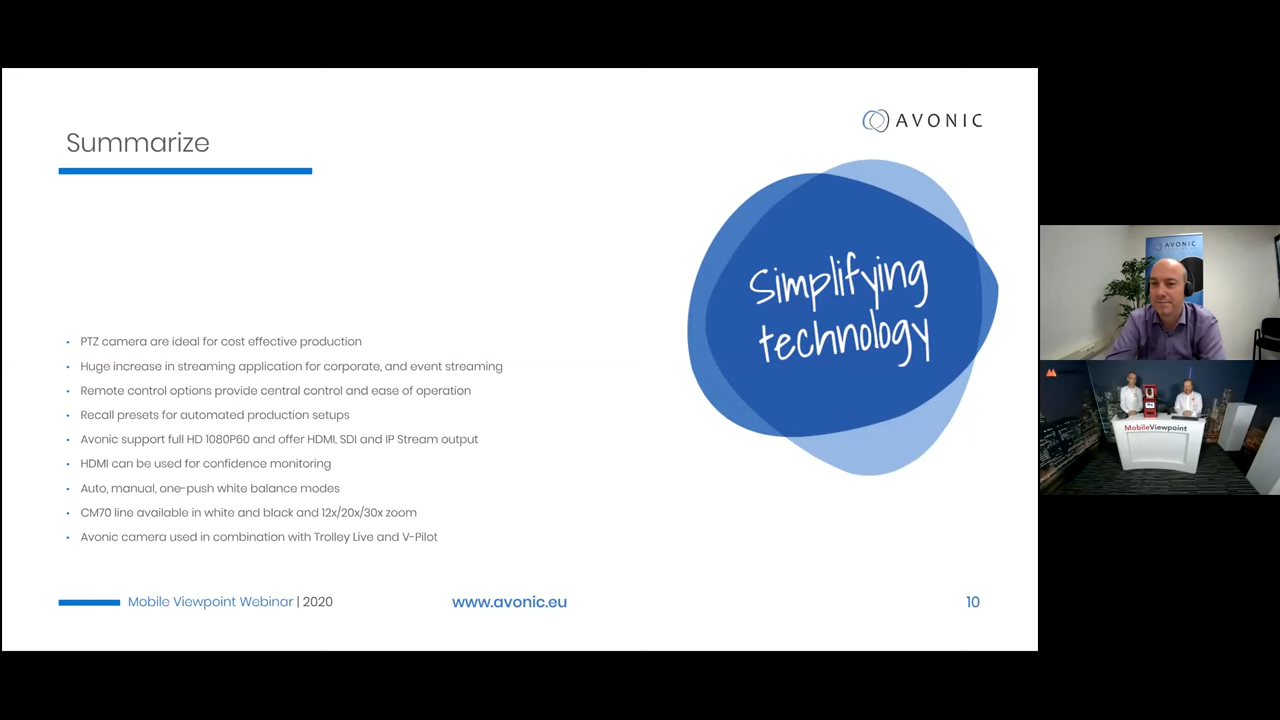 Summarize
AVONIC
Simplifying
technology
PTZ camera are ideal for cost effective production
Huge increase in streaming application for corporate, and event streaming
Remote control options provide central control and ease of operation
Recall presets for automated production setups
Avonic support full HD 1080P60 and offer HDMI, SDI and IP Stream output
HDMI can be used for confidence monitoring
Auto, manual, one-push white balance modes
CM70 line available in white and black and 12x/20x/30x zoom
Avonic camera used in combination with Trolley Live and V-Pilot
Mobile Viewpoint Webinar | 2020
www.avonic.eu
10
AVONIC
MobileViewpoint